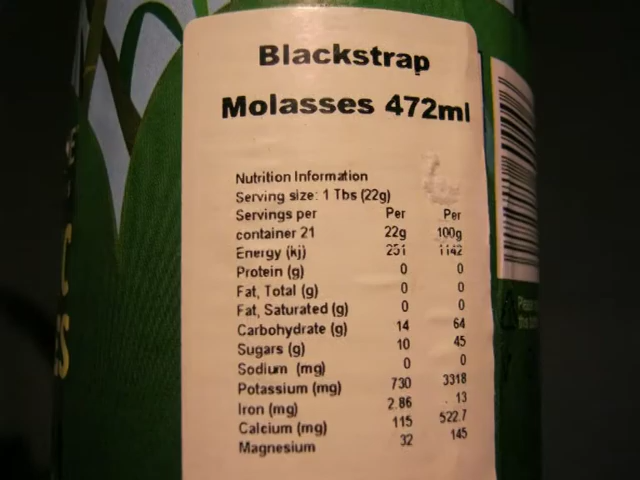 Blackstrap
Molasses 472ml
Nutrition Information
Serving size: 1 Tbs (22g)
Servings per Per Per
container 21 22g 100g
Energy (kj) 251 1142
Protein (g) 0 0
Fat, Total (g) 0 0
Fat, Saturated (g) 0 0
Carbohydrate (g) 14 64
Sugars (g) 10 45
Sodium (mg) 0 0
Potassium (mg) 730 3318
Iron (mg) 2.86 13
Calcium (mg) 115 522.7
Magnesium 32 145